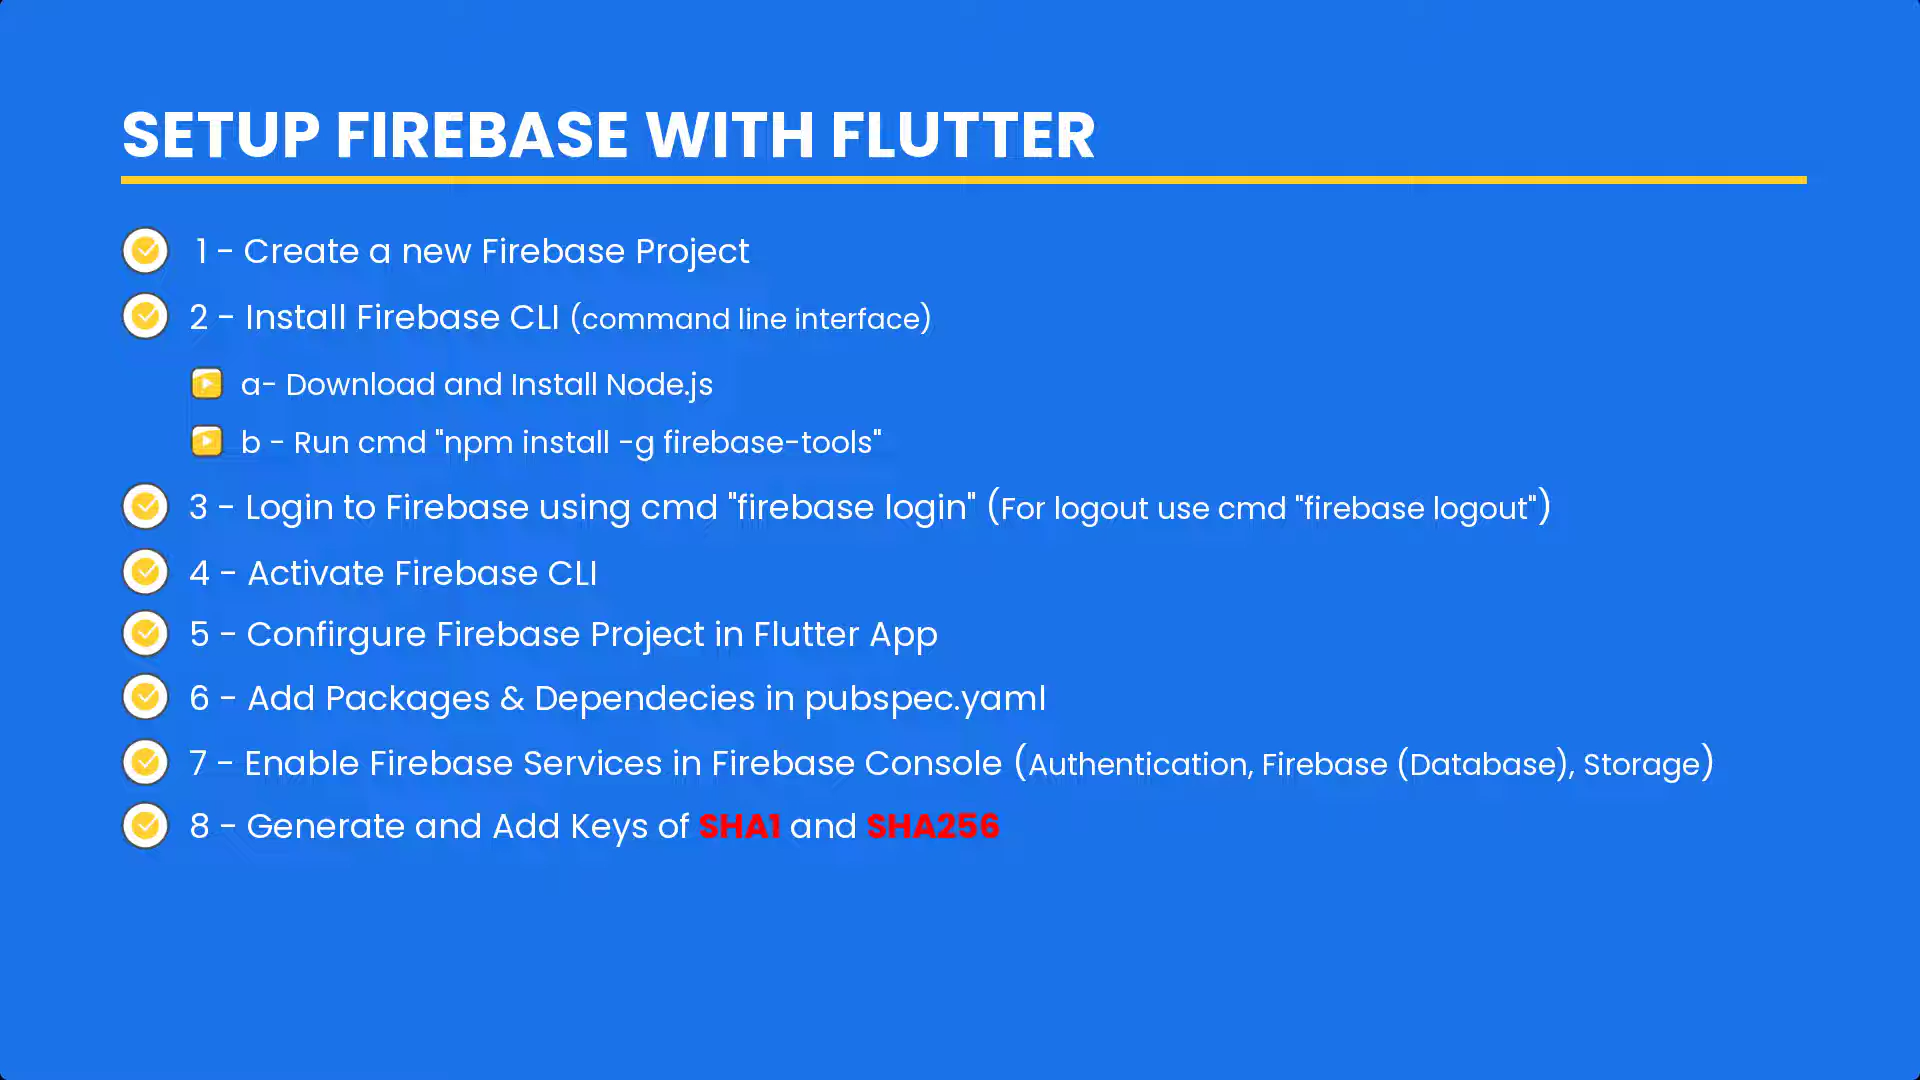 SETUP FIREBASE WITH FLUTTER
1 - Create a new Firebase Project
2 - Install Firebase CLI (command line interface)
a- Download and Install Node.js
b - Run cmd "npm install -g firebase-tools"
3 - Login to Firebase using cmd "firebase login" (For logout use cmd "firebase logout")
4 - Activate Firebase CLI
5 - Confirgure Firebase Project in Flutter App
6 - Add Packages & Dependecies in pubspec.yaml
7 - Enable Firebase Services in Firebase Console (Authentication, Firebase (Database), Storage)
8 - Generate and Add Keys of SHA1 and SHA256